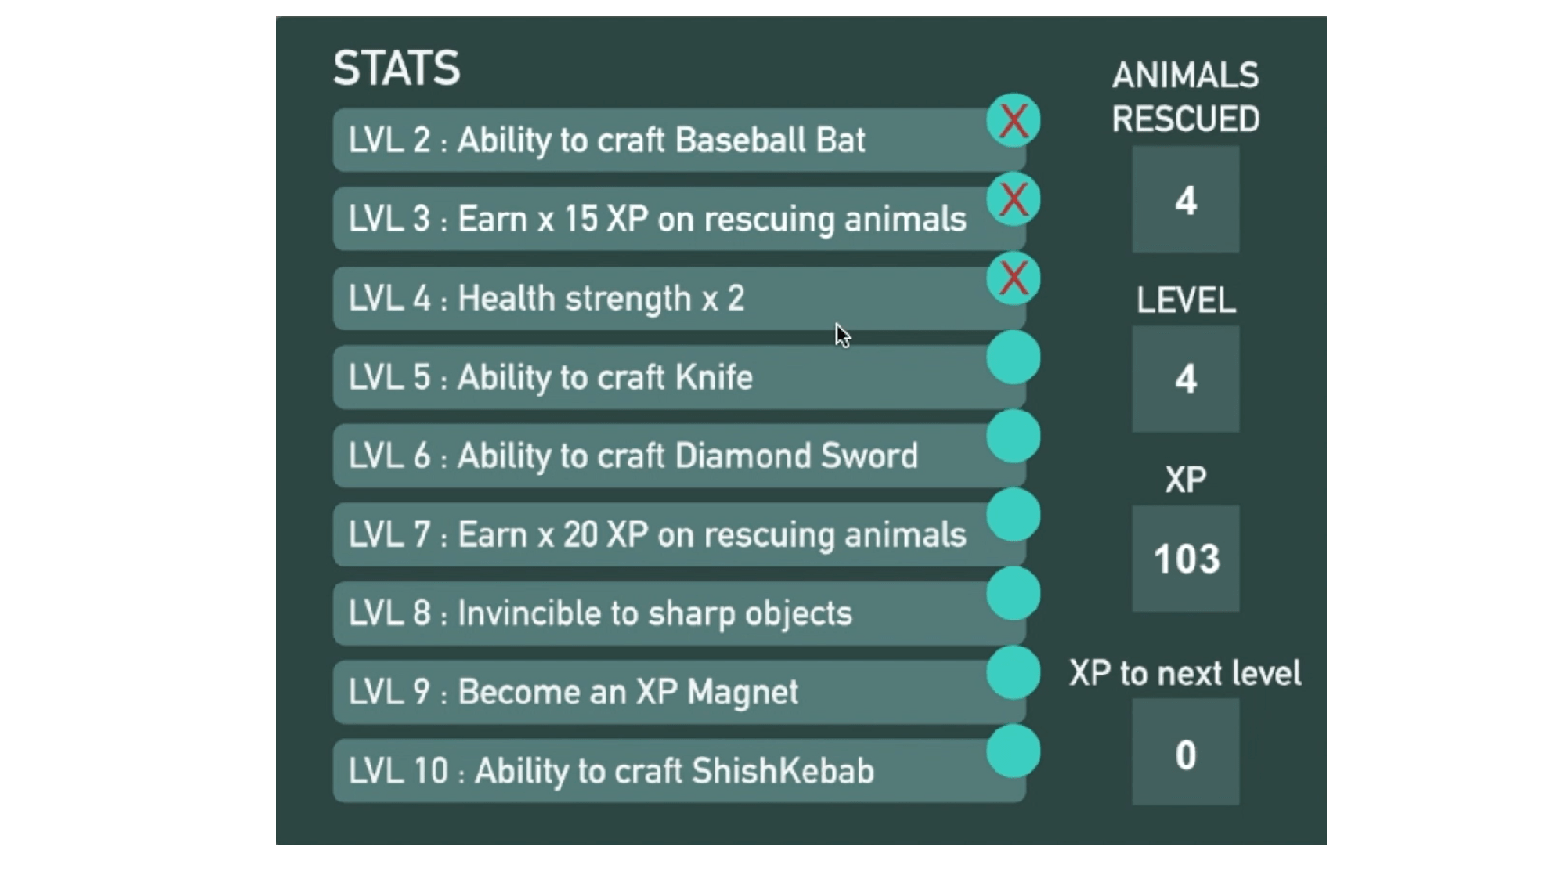 STATS
LVL 2 : Ability to craft Baseball Bat
X
LVL 3 : Earn x 15 XP on rescuing animals
X
LVL 4 : Health strength x 2
X
LVL 5 : Ability to craft Knife
LVL 6 : Ability to craft Diamond Sword
LVL 7 : Earn x 20 XP on rescuing animals
LVL 8 : Invincible to sharp objects
LVL 9 : Become an XP Magnet
LVL 10 : Ability to craft ShishKebab
ANIMALS
RESCUED
4
LEVEL
4
XP
103
XP to next level
0